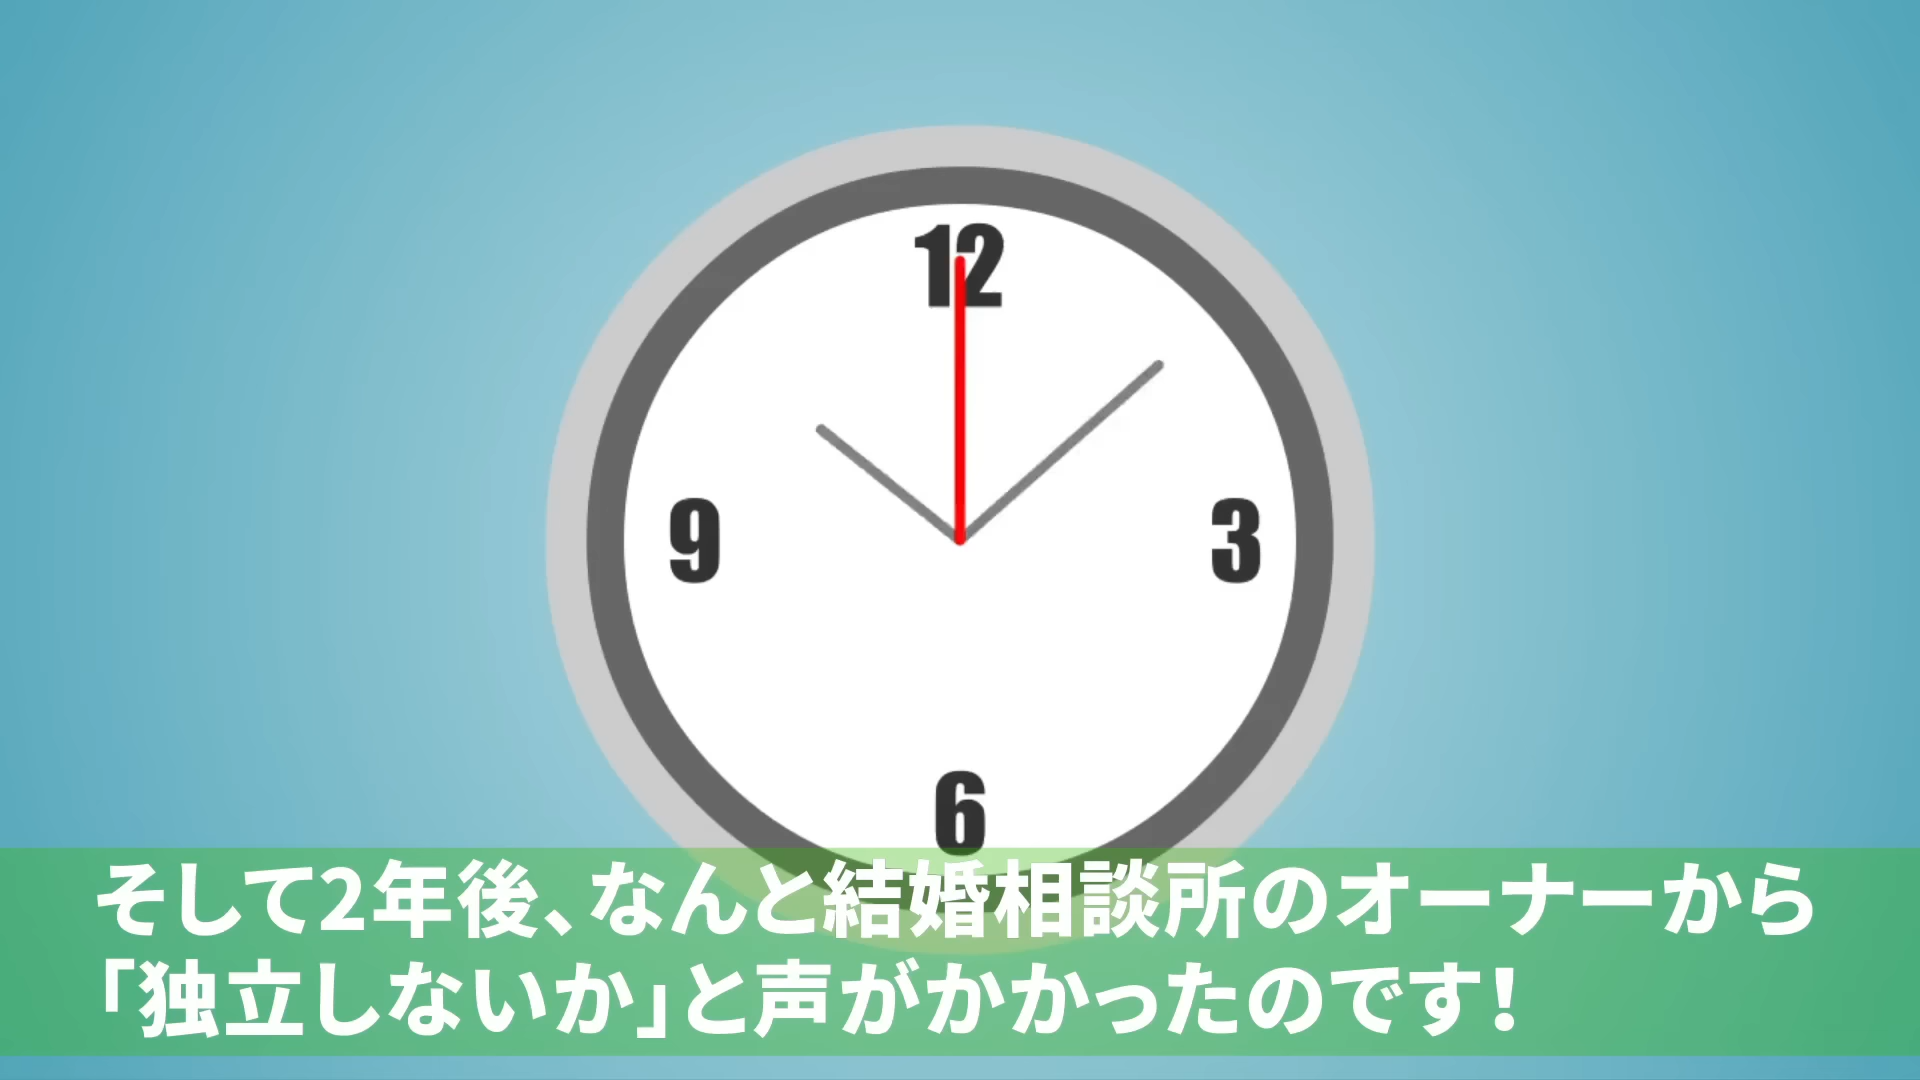 12
9
3
6
そして2年後、なんと結婚相談所のオーナーから
「独立しないか」と声がかかったのです!